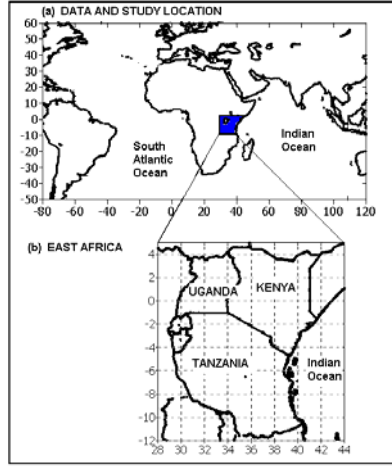 (a) DATA AND STUDY LOCATION
60
50
40
30
20
10
0
-10
-20
-30
-40
-50
South
Atlantic
Ocean
Indian
Ocean
-80 -60 -40 -20 0 20 40 60 80 100 120
(b) EAST AFRICA
4
2
0
-2
-4
-6
-8
-10
-12
UGANDA
KENYA
TANZANIA
Indian
Ocean
28 30 32 34 36 38 40 42 44